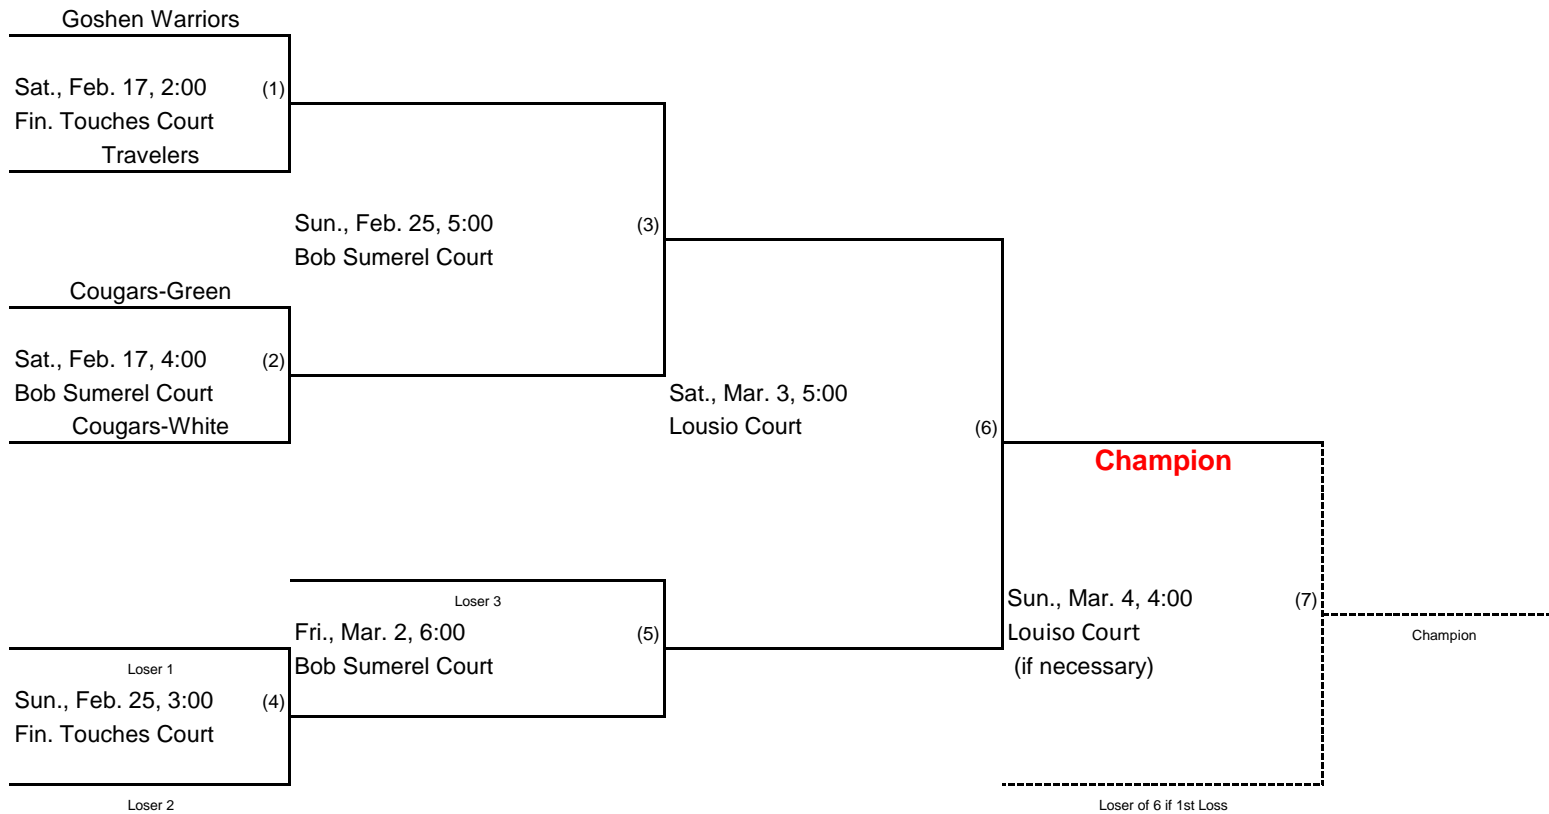 Goshen Warriors
Sat., Feb. 17, 2:00 (1)
Fin. Touches Court
Travelers
Sun., Feb. 25, 5:00 (3)
Bob Sumerel Court
Cougars-Green
Sat., Feb. 17, 4:00 (2)
Bob Sumerel Court
Cougars-White
Sat., Mar. 3, 5:00
Lousio Court (6)
Champion
Loser 3
Fri., Mar. 2, 6:00 (5)
Bob Sumerel Court
Sun., Mar. 4, 4:00 (7)
Louiso Court
(if necessary)
Champion
Loser 1
Sun., Feb. 25, 3:00 (4)
Fin. Touches Court
Loser 2
Loser of 6 if 1st Loss